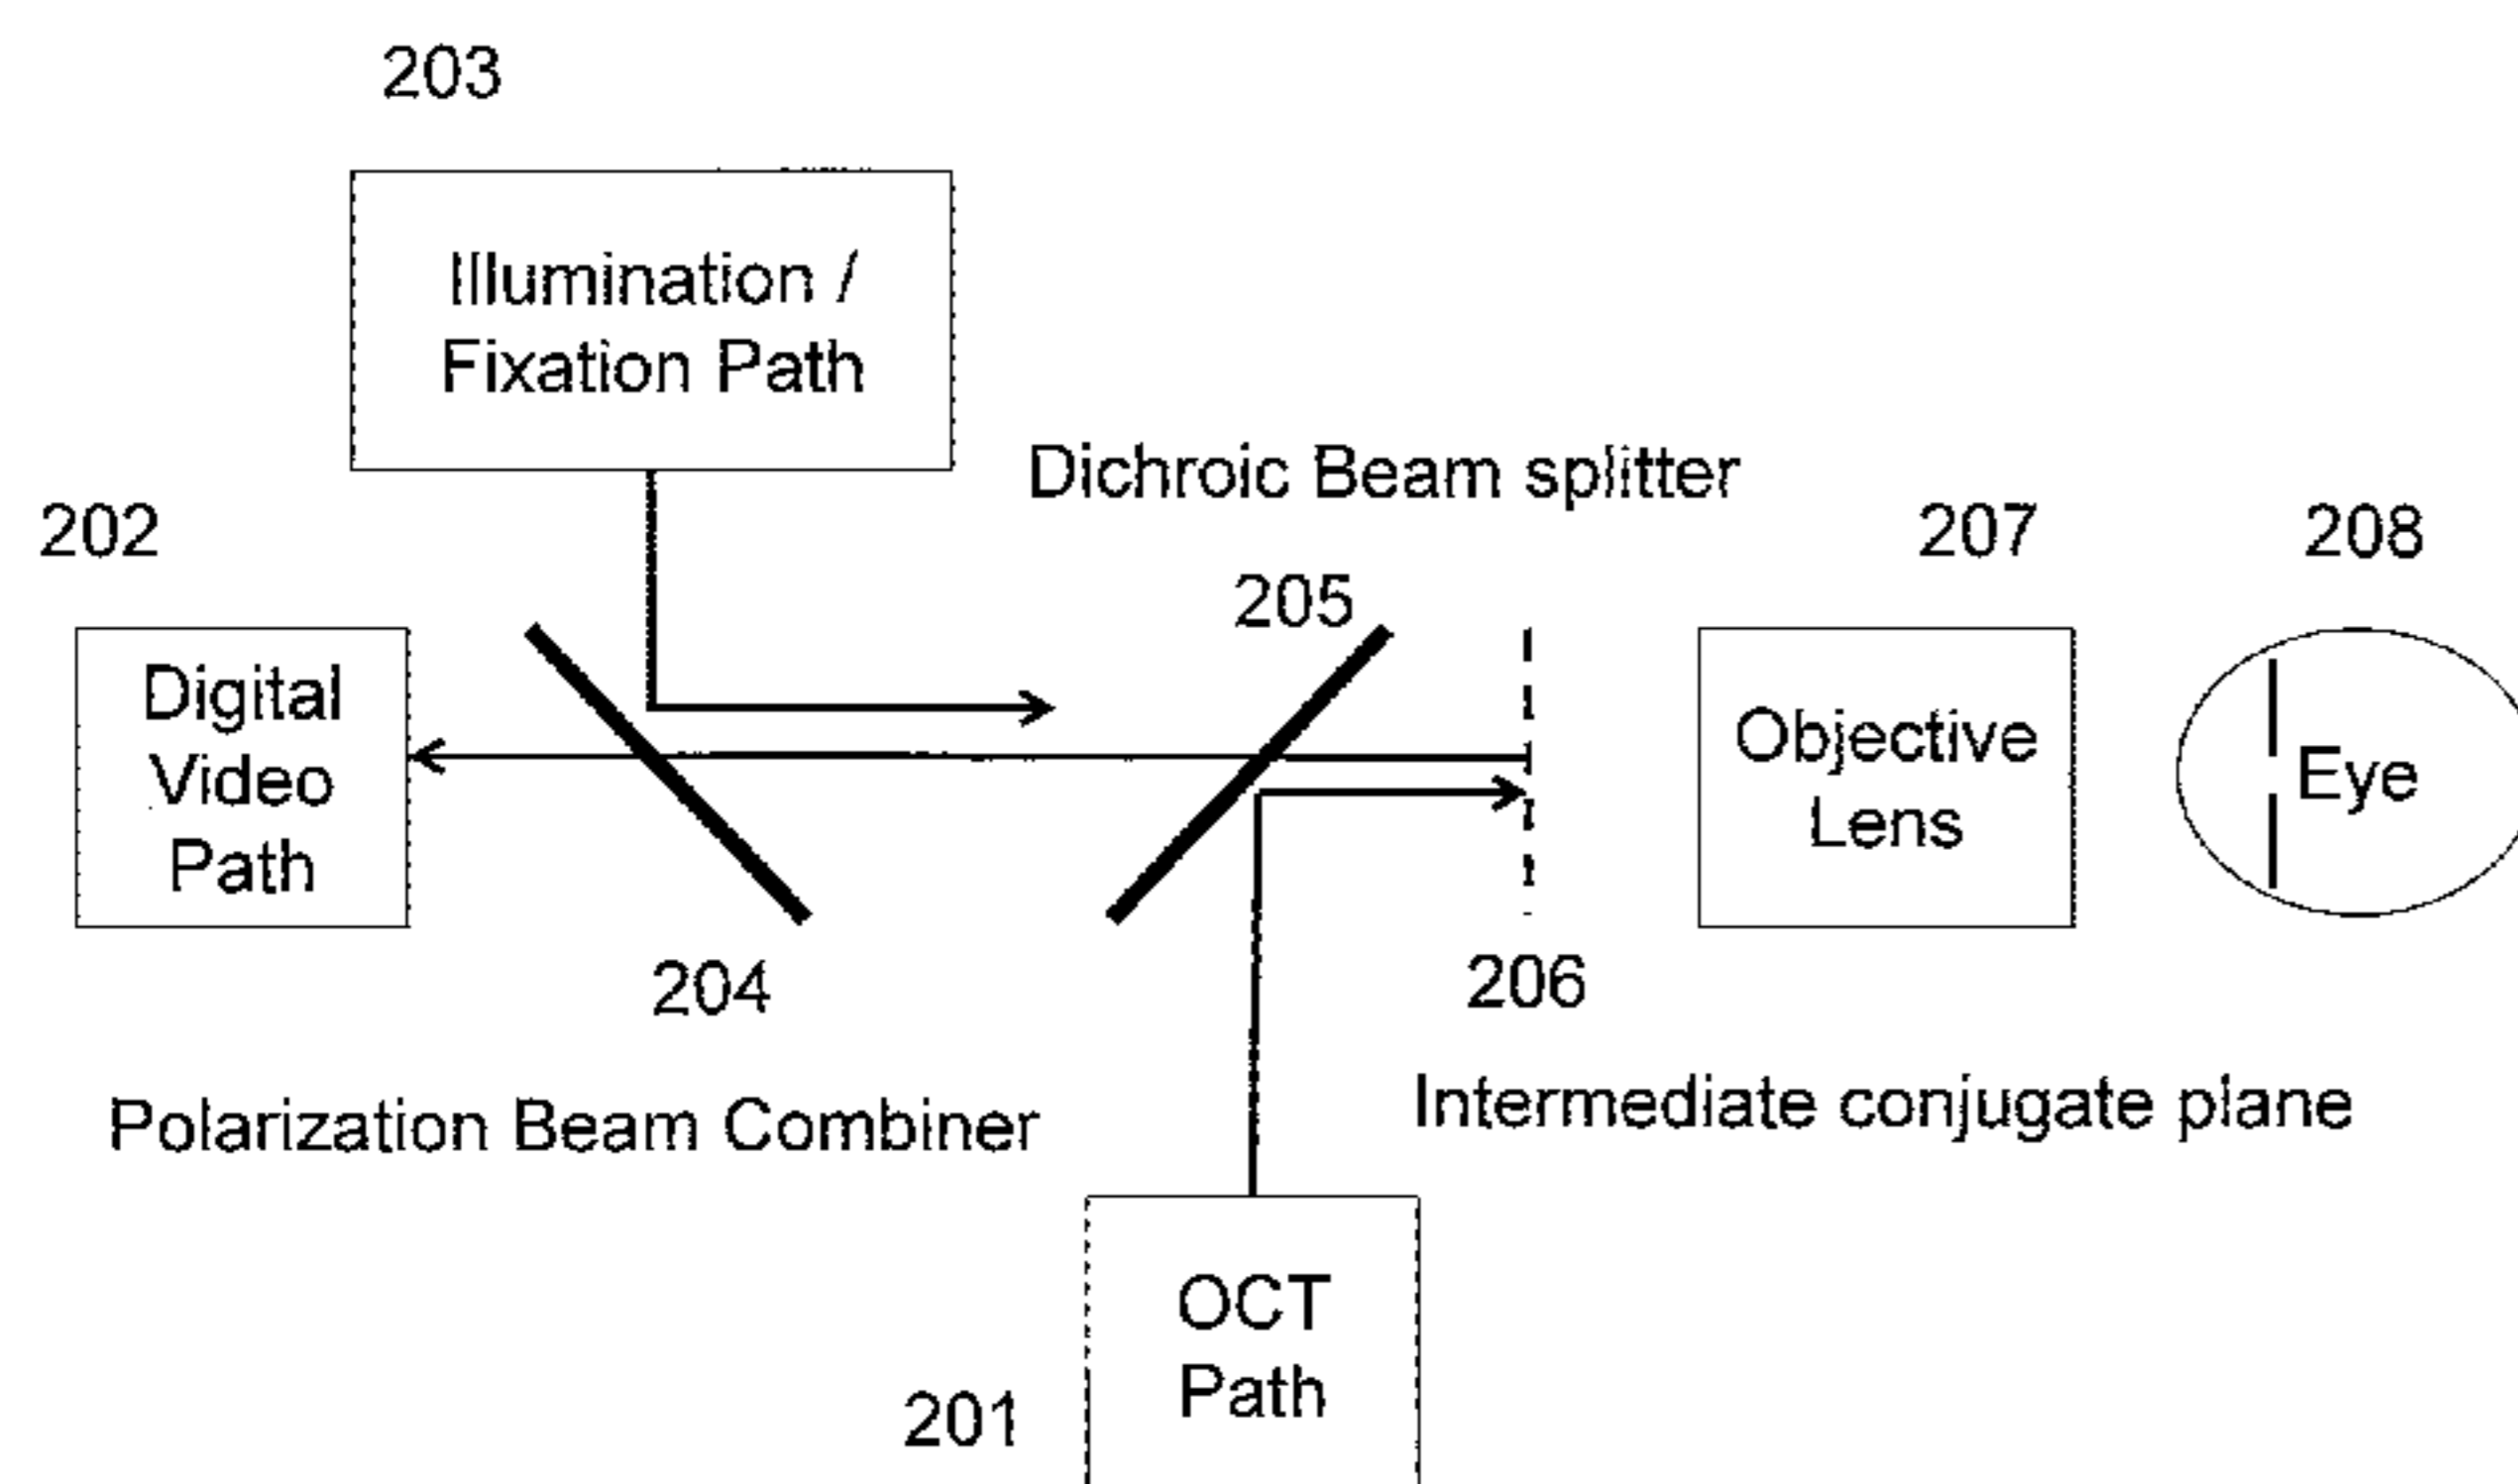 203
Illumination /
Fixation Path
Dichroic Beam splitter
202
207
208
205
Digital
Video
Path
Objective
Lens
Eye
204
206
Polarization Beam Combiner
Intermediate conjugate plane
OCT
Path
201